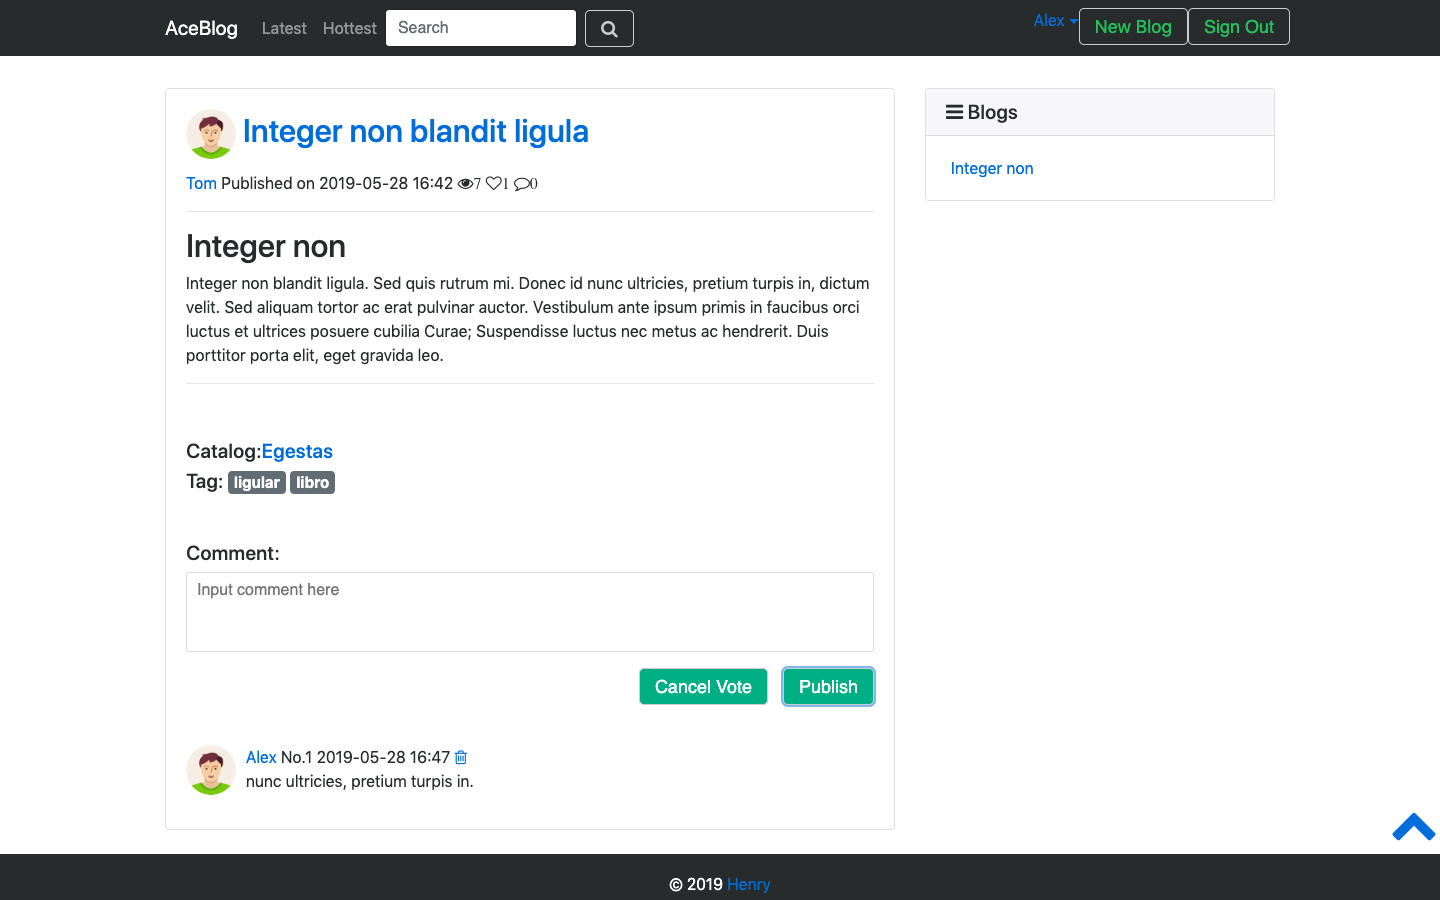 AceBlog Latest Hottest Search Alex New Blog Sign Out
Integer non blandit ligula
Tom Published on 2019-05-28 16:42 7 1 0
Integer non
Integer non blandit ligula. Sed quis rutrum mi. Donec id nunc ultricies, pretium turpis in, dictum
velit. Sed aliquam tortor ac erat pulvinar auctor. Vestibulum ante ipsum primis in faucibus orci
luctus et ultrices posuere cubilia Curae; Suspendisse luctus nec metus ac hendrerit. Duis
porttitor porta elit, eget gravida leo.
Catalog:Egestas
Tag: ligular libro
Comment:
Input comment here
Cancel Vote Publish
Alex No.1 2019-05-28 16:47
nunc ultricies, pretium turpis in.
Blogs
Integer non
© 2019 Henry